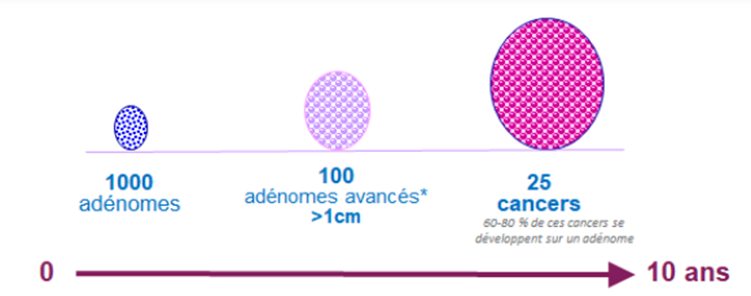 1000
adénomes
100
adénomes avancés*
>1cm
25
cancers
60-80 % de ces cancers se
développent sur un adénome
0
10 ans